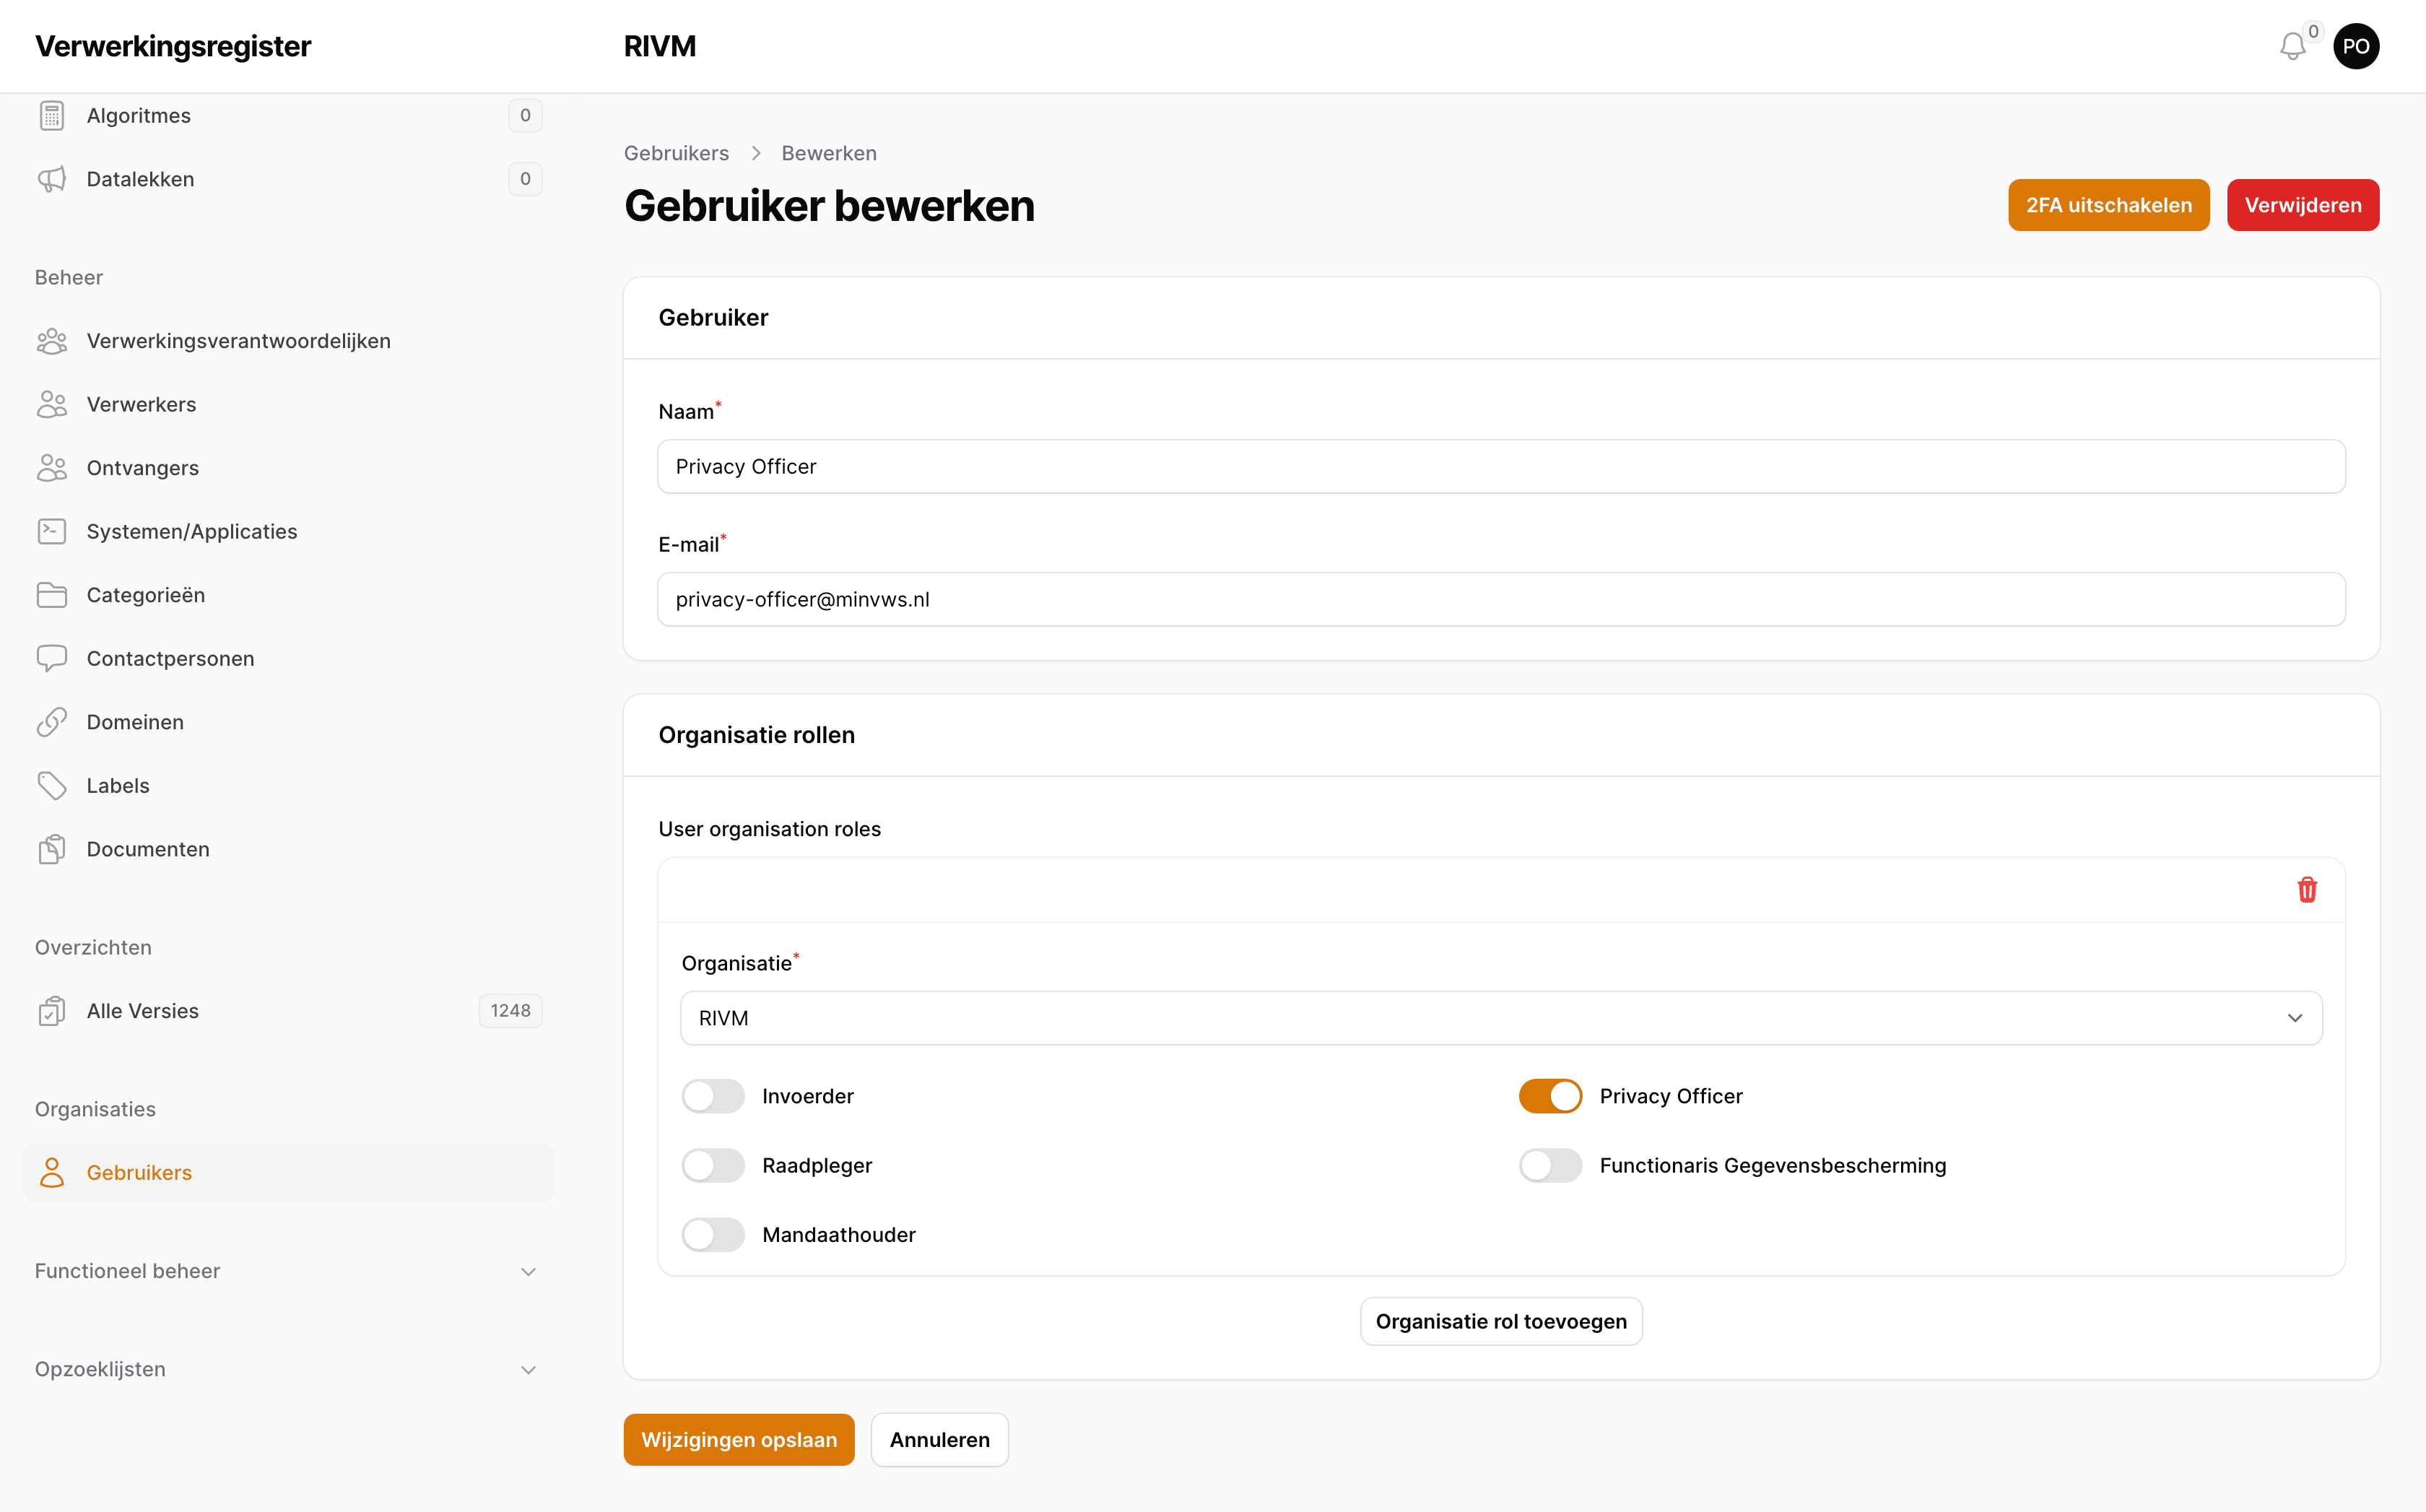 Verwerkingsregister
RIVM
0
PO
Algoritmes
0
Datalekken
0
Beheer
Verwerkingsverantwoordelijken
Verwerkers
Ontvangers
Systemen/Applicaties
Categorieën
Contactpersonen
Domeinen
Labels
Documenten
Overzichten
Alle Versies
1248
Organisaties
Gebruikers
Functioneel beheer
Opzoeklijsten
Gebruikers
Bewerken
Gebruiker bewerken
2FA uitschakelen
Verwijderen
Gebruiker
Naam*
Privacy Officer
E-mail*
privacy-officer@minvws.nl
Organisatie rollen
User organisation roles
Organisatie*
RIVM
Invoerder
Privacy Officer
Raadpleger
Functionaris Gegevensbescherming
Mandaathouder
Organisatie rol toevoegen
Wijzigingen opslaan
Annuleren